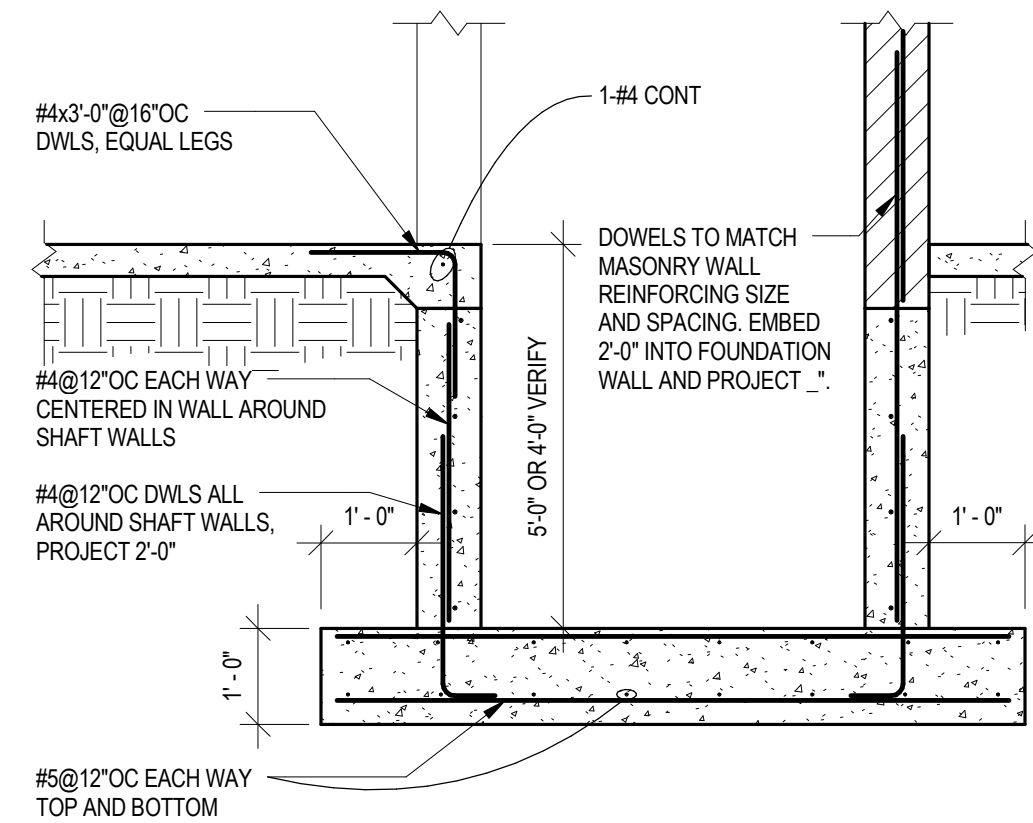 #4x3'-0"@16"OC
DWLS, EQUAL LEGS
1-#4 CONT
DOWELS TO MATCH
MASONRY WALL
REINFORCING SIZE
AND SPACING. EMBED
2'-0" INTO FOUNDATION
WALL AND PROJECT _".
#4@12"OC EACH WAY
CENTERED IN WALL AROUND
SHAFT WALLS
5'-0" OR 4'-0" VERIFY
#4@12"OC DWLS ALL
AROUND SHAFT WALLS,
PROJECT 2'-0"
1' - 0"
1' - 0"
1' - 0"
#5@12"OC EACH WAY
TOP AND BOTTOM